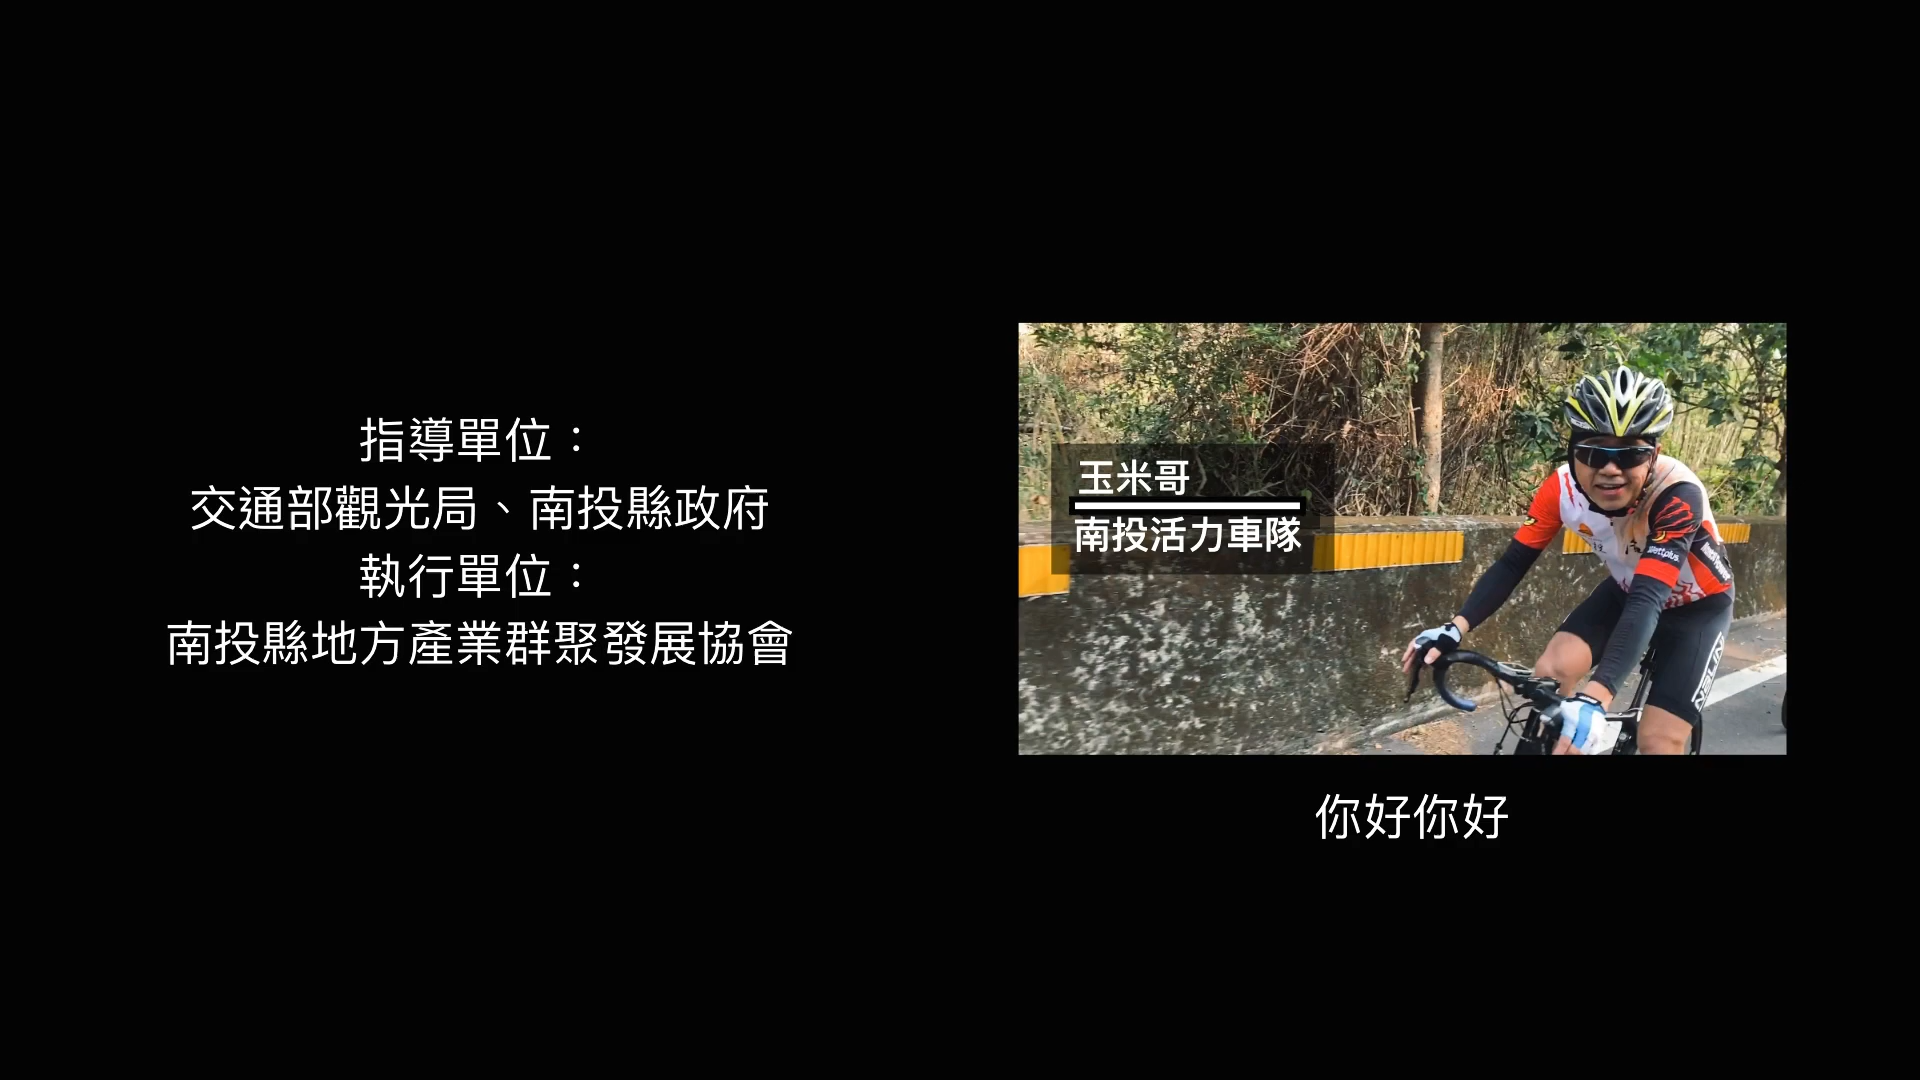 指導單位：
交通部觀光局、南投縣政府
執行單位：
南投縣地方產業群聚發展協會
玉米哥
南投活力車隊
NSLIN
你好你好